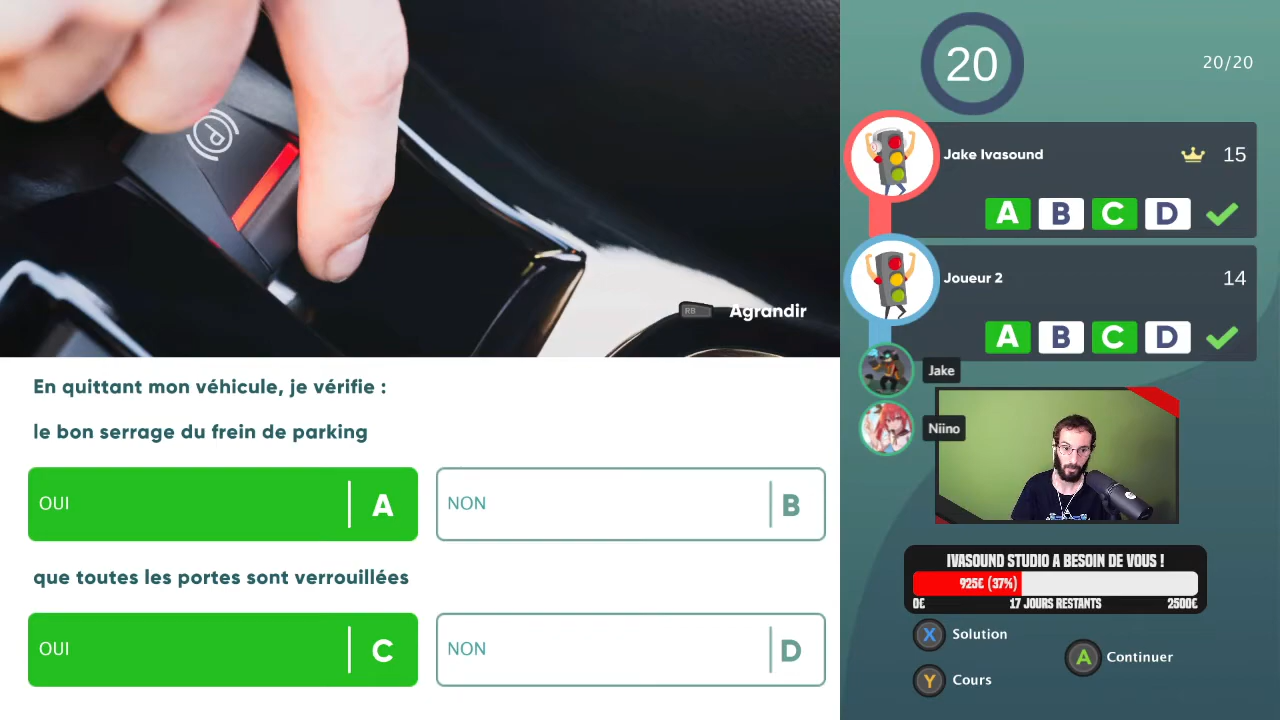 P
RB Agrandir
En quittant mon véhicule, je vérifie :
le bon serrage du frein de parking
OUI A
NON B
que toutes les portes sont verrouillées
OUI C
NON D
20
20/20
Jake Ivasound 15
A B C D
Joueur 2 14
A B C D
Jake
Niino
IVASOUND STUDIO A BESOIN DE VOUS !
925€ (37%)
0€ 17 JOURS RESTANTS 2500€
X Solution
A Continuer
Y Cours